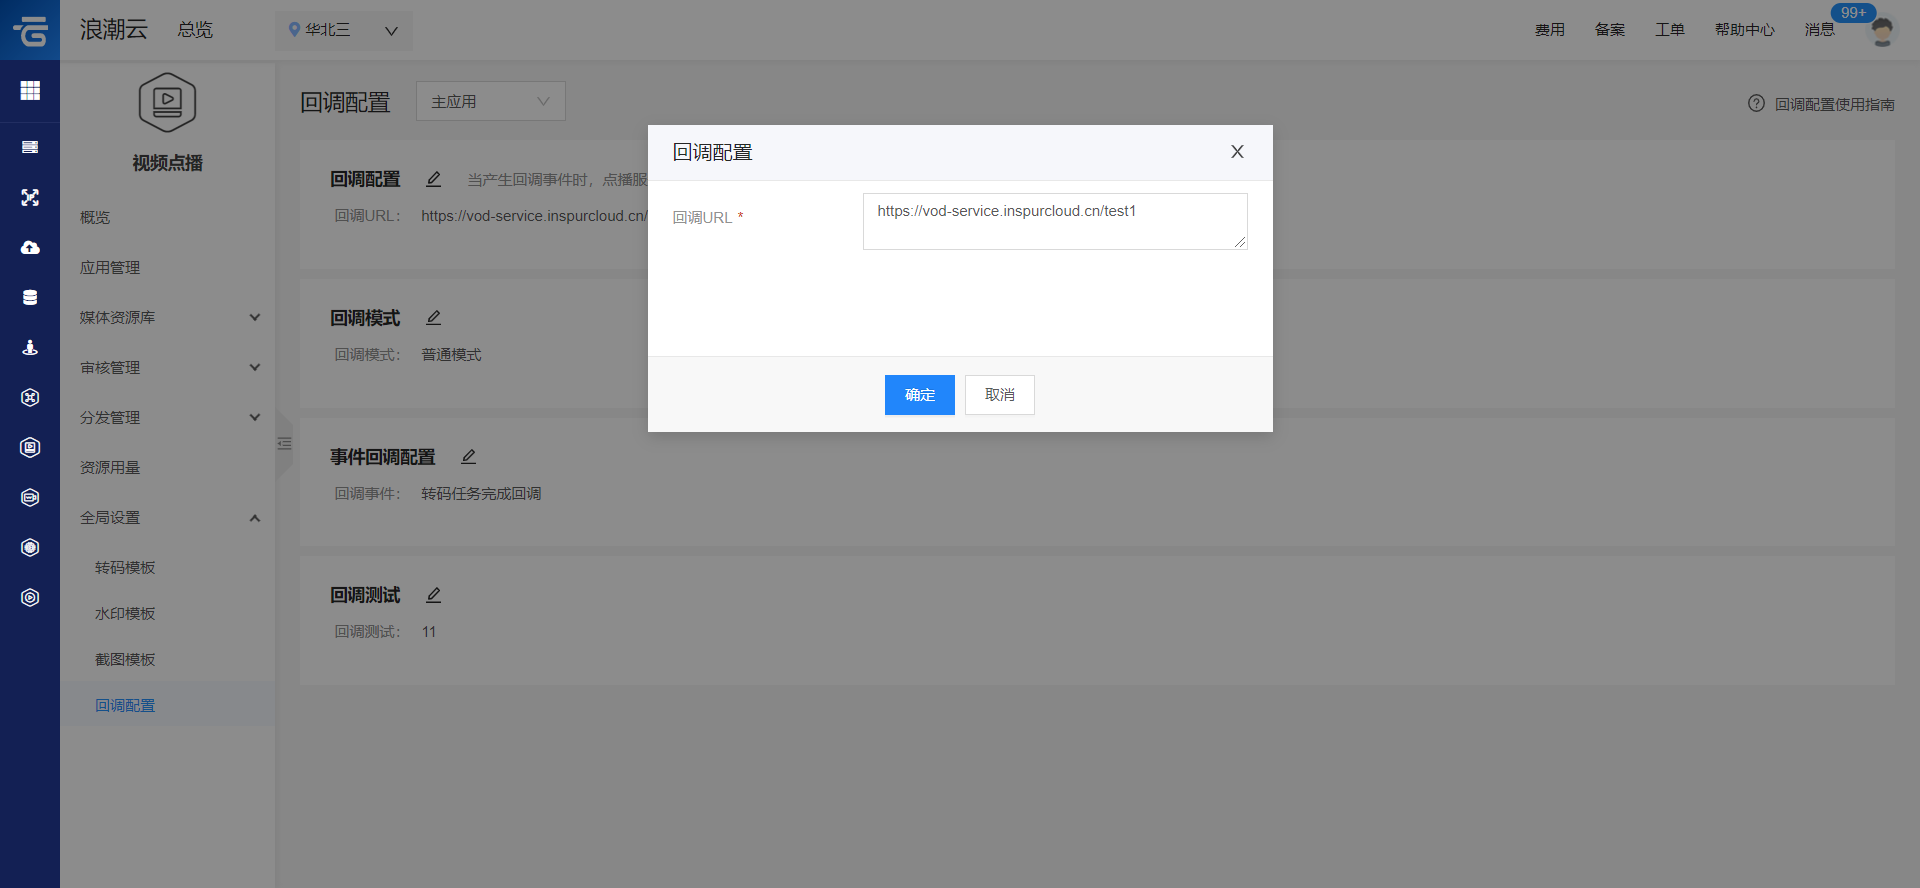 浪潮云
总览
华北三
费用
备案
工单
帮助中心
消息
99+
视频点播
概览
应用管理
媒体资源库
审核管理
分发管理
资源用量
全局设置
转码模板
水印模板
截图模板
回调配置
回调配置
主应用
回调配置使用指南
回调配置
当产生回调事件时，点播服
回调URL：
https://vod-service.inspurcloud.cn/
回调模式
回调模式：
普通模式
事件回调配置
回调事件：
转码任务完成回调
回调测试
回调测试：
11
回调配置
X
回调URL *
https://vod-service.inspurcloud.cn/test1
确定
取消